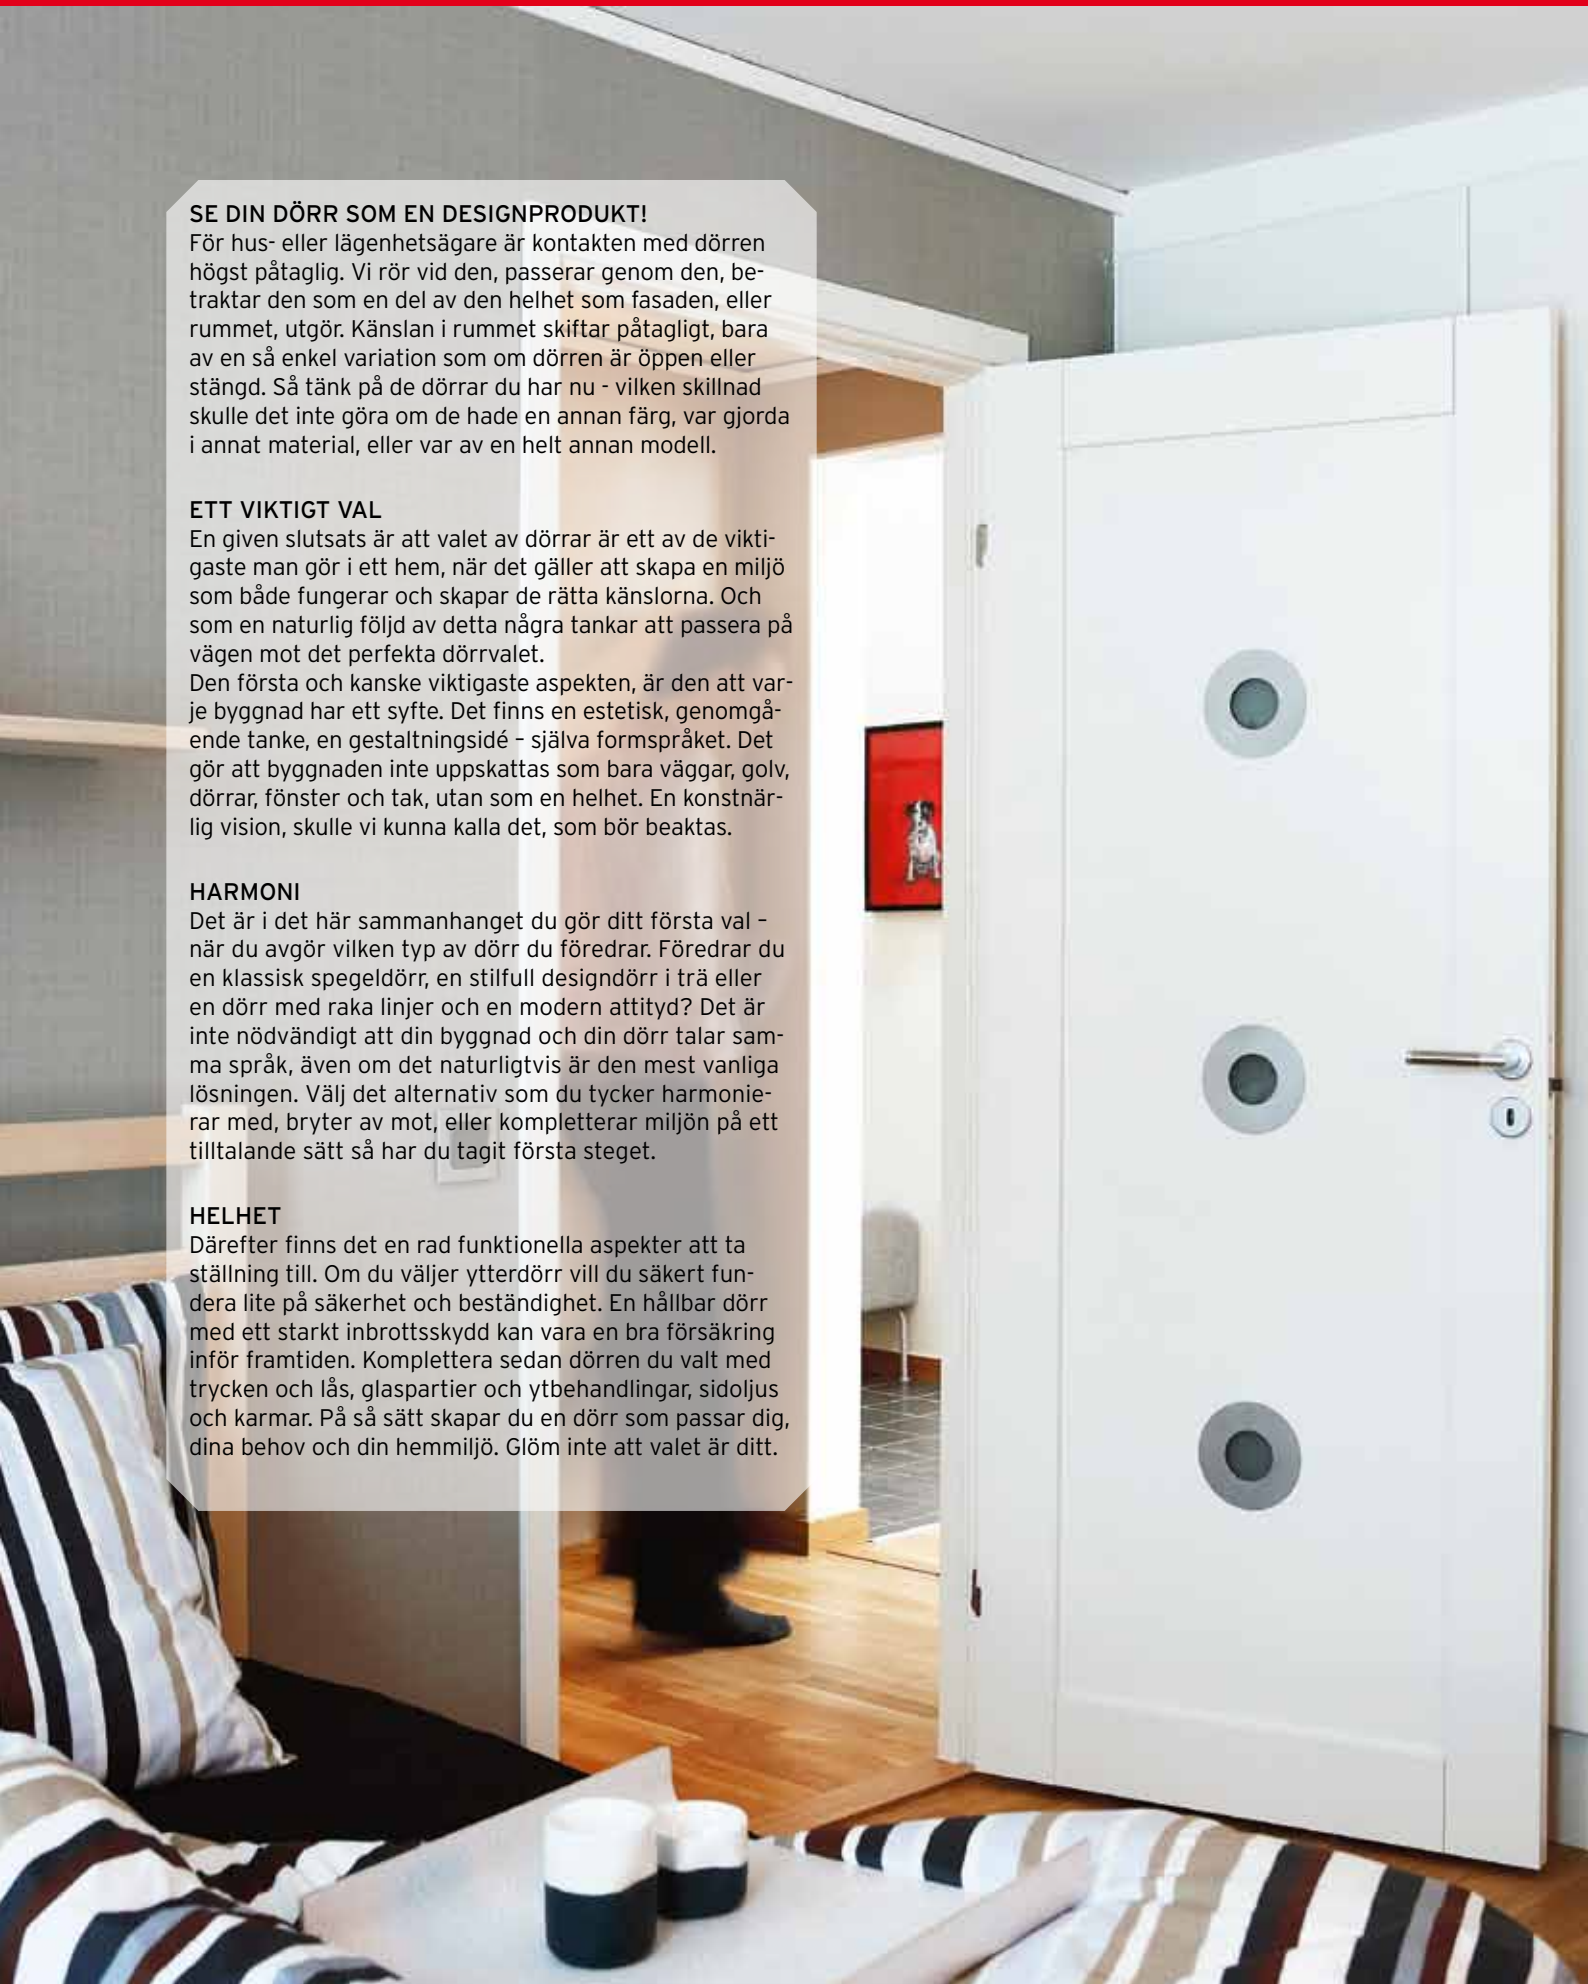 SE DIN DÖRR SOM EN DESIGNPRODUKT!
För hus- eller lägenhetsägare är kontakten med dörren
högst påtaglig. Vi rör vid den, passerar genom den, be-
traktar den som en del av den helhet som fasaden, eller
rummet, utgör. Känslan i rummet skiftar påtagligt, bara
av en så enkel variation som om dörren är öppen eller
stängd. Så tänk på de dörrar du har nu - vilken skillnad
skulle det inte göra om de hade en annan färg, var gjorda
i annat material, eller var av en helt annan modell.
ETT VIKTIGT VAL
En given slutsats är att valet av dörrar är ett av de vikti-
gaste man gör i ett hem, när det gäller att skapa en miljö
som både fungerar och skapar de rätta känslorna. Och
som en naturlig följd av detta några tankar att passera på
vägen mot det perfekta dörrvalet.
Den första och kanske viktigaste aspekten, är den att var-
je byggnad har ett syfte. Det finns en estetisk, genomgå-
ende tanke, en gestaltningsidé – själva formspråket. Det
gör att byggnaden inte uppskattas som bara väggar, golv,
dörrar, fönster och tak, utan som en helhet. En konstnär-
lig vision, skulle vi kunna kalla det, som bör beaktas.
HARMONI
Det är i det här sammanhanget du gör ditt första val –
när du avgör vilken typ av dörr du föredrar. Föredrar du
en klassisk spegeldörr, en stilfull designdörr i trä eller
en dörr med raka linjer och en modern attityd? Det är
inte nödvändigt att din byggnad och din dörr talar sam-
ma språk, även om det naturligtvis är den mest vanliga
lösningen. Välj det alternativ som du tycker harmonie-
rar med, bryter av mot, eller kompletterar miljön på ett
tilltalande sätt så har du tagit första steget.
HELHET
Därefter finns det en rad funktionella aspekter att ta
ställning till. Om du väljer ytterdörr vill du säkert fun-
dera lite på säkerhet och beständighet. En hållbar dörr
med ett starkt inbrottsskydd kan vara en bra försäkring
inför framtiden. Komplettera sedan dörren du valt med
trycken och lås, glaspartier och ytbehandlingar, sidoljus
och karmar. På så sätt skapar du en dörr som passar dig,
dina behov och din hemmiljö. Glöm inte att valet är ditt.